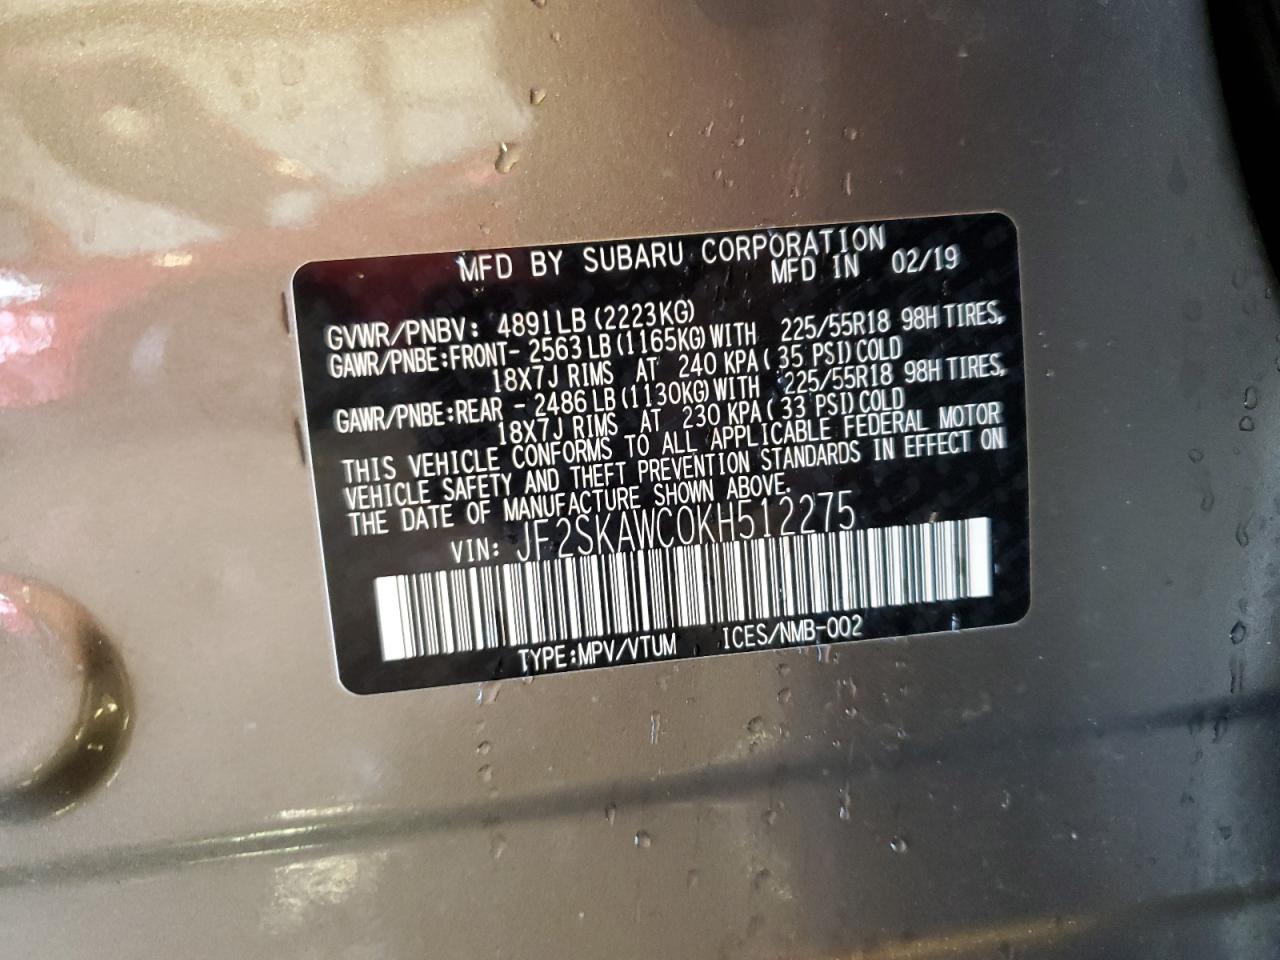 MFD BY SUBARU CORPORATION
MFD IN 02/19
GVWR/PNBV: 4891LB (2223KG)
GAWR/PNBE:FRONT- 2563LB (1165KG) WITH 225/55R18 98H TIRES,
18X7J RIMS AT 240 KPA ( 35 PSI) COLD
GAWR/PNBE:REAR - 2486LB (1130KG) WITH 225/55R18 98H TIRES,
18X7J RIMS AT 230 KPA ( 33 PSI) COLD
THIS VEHICLE CONFORMS TO ALL APPLICABLE FEDERAL MOTOR
VEHICLE SAFETY AND THEFT PREVENTION STANDARDS IN EFFECT ON
THE DATE OF MANUFACTURE SHOWN ABOVE.
VIN: JF2SKAWC0KH512275
TYPE:MPV/VTUM ICES/NMB-002